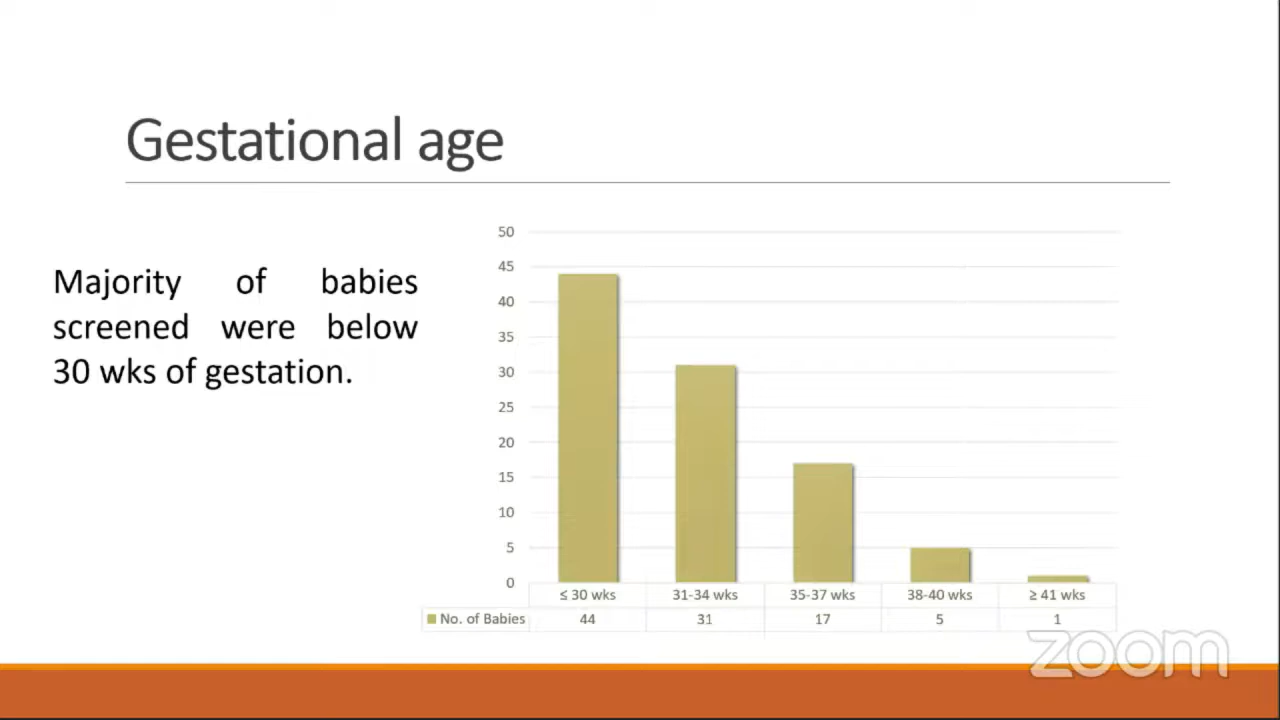 Gestational age
Majority of babies
screened were below
30 wks of gestation.
50
45
40
35
30
25
20
15
10
5
0
≤ 30 wks 31-34 wks 35-37 wks 38-40 wks ≥ 41 wks
No. of Babies 44 31 17 5 1
zoom